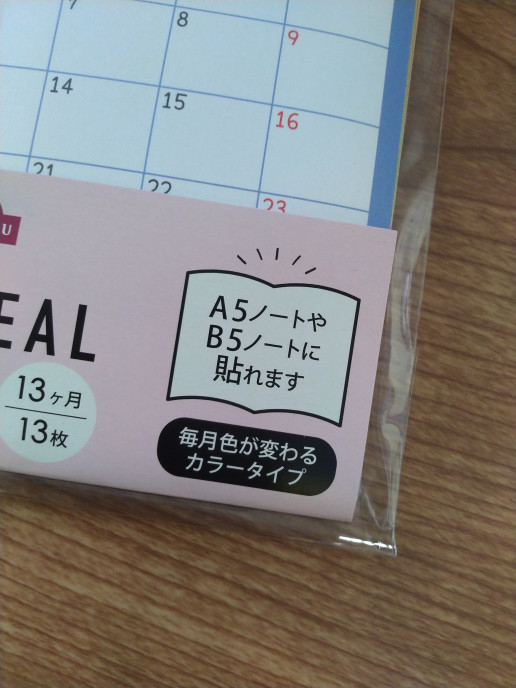 7 8 9
14 15 16
21 22 23
U
EAL
13ヶ月
13枚
A5ノートや
B5ノートに
貼れます
毎月色が変わる
カラータイプ